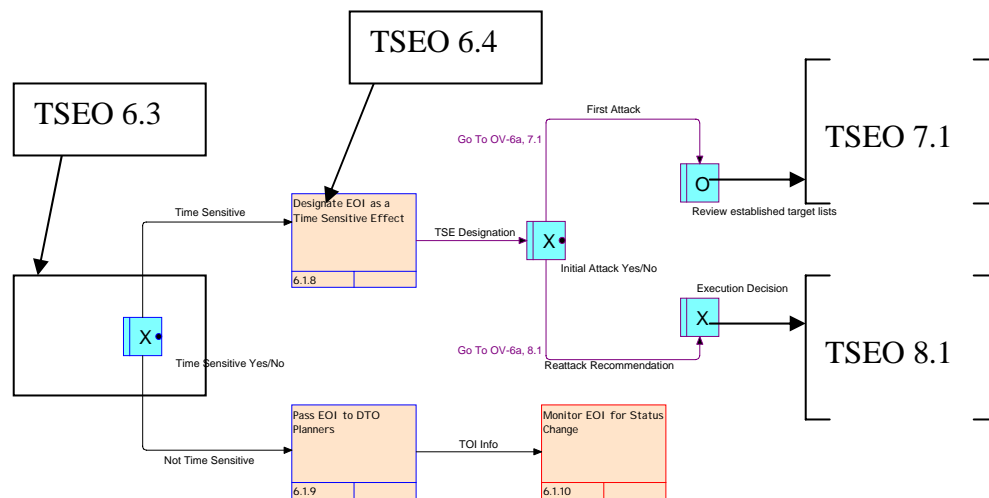 TSEO 6.4
TSEO 6.3
First Attack
Go To OV-6a, 7.1
TSEO 7.1
O
Review established target lists
Time Sensitive
Designate EOI as a
Time Sensitive Effect
6.1.8
TSE Designation
X
Initial Attack Yes/No
Execution Decision
X
TSEO 8.1
X
Time Sensitive Yes/No
Go To OV-6a, 8.1
Reattack Recommendation
Not Time Sensitive
Pass EOI to DTO
Planners
6.1.9
TOI Info
Monitor EOI for Status
Change
6.1.10